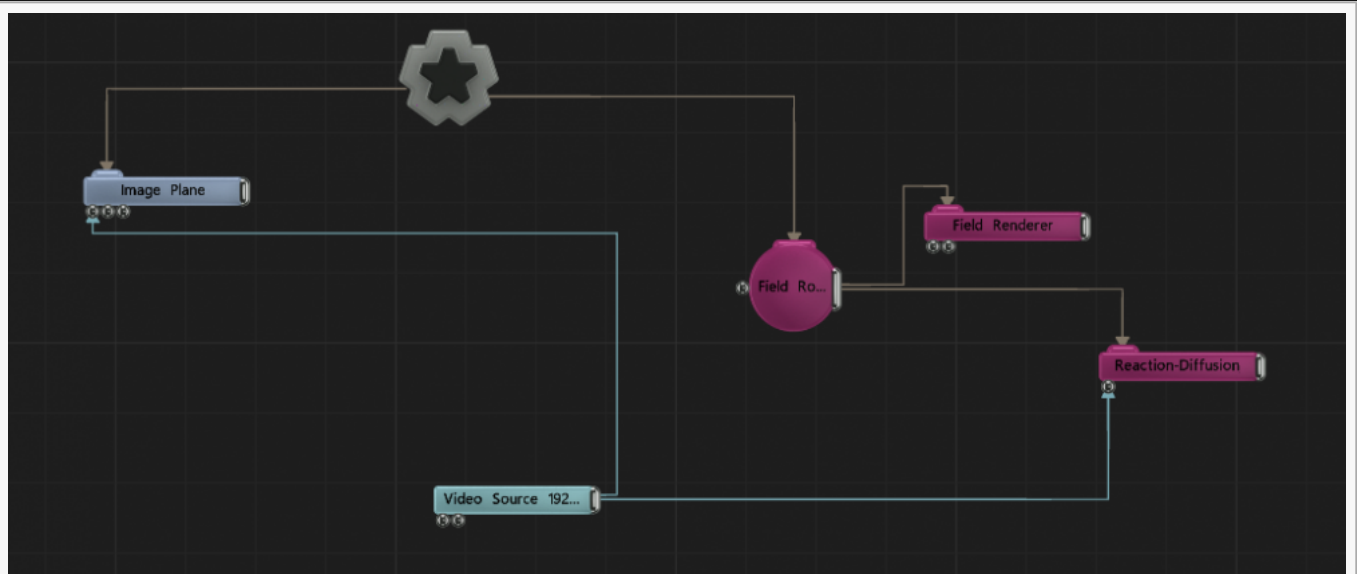 Image Plane
Field Renderer
Field Ro...
Reaction-Diffusion
Video Source 192...